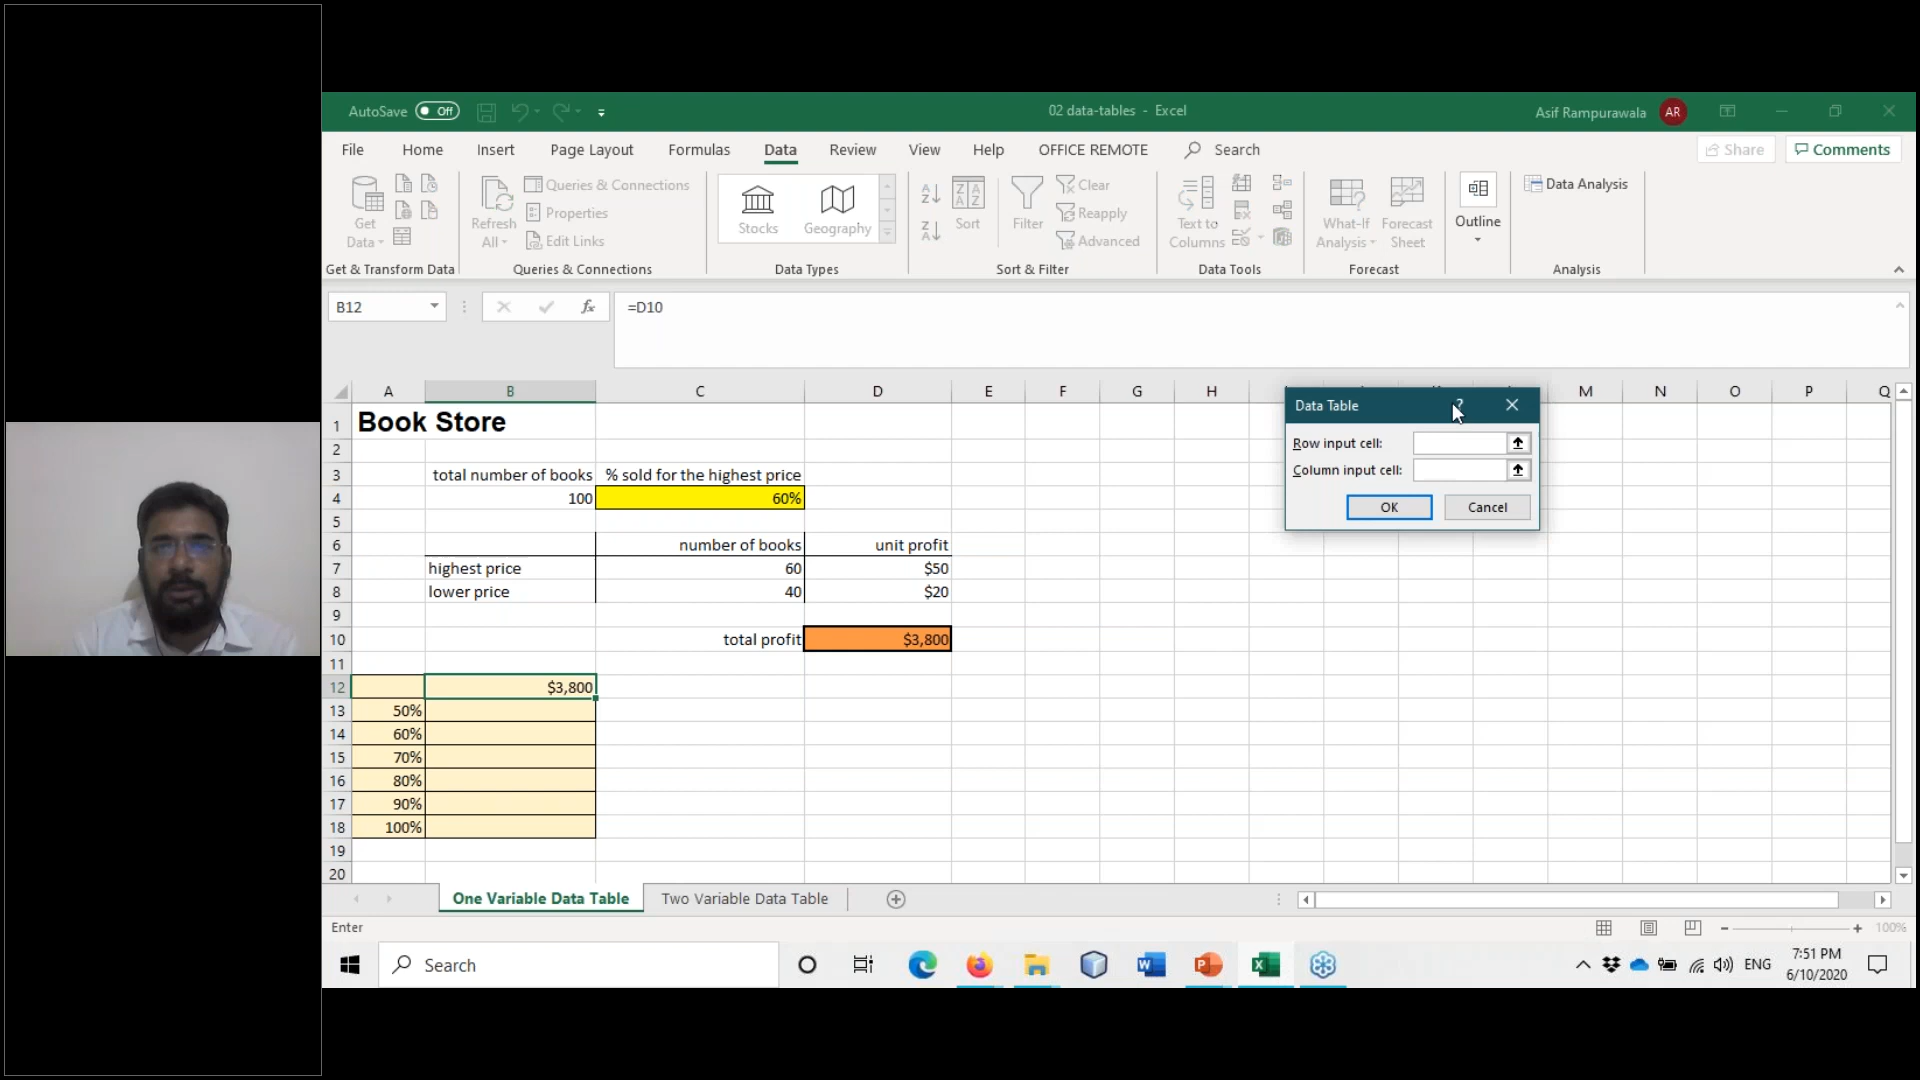 AutoSave Off
02 data-tables - Excel
Asif Rampurawala AR
File Home Insert Page Layout Formulas Data Review View Help OFFICE REMOTE Search Share Comments
Get Data
Refresh All
Queries & Connections
Properties
Edit Links
Stocks
Geography
Sort
Filter
Clear
Reapply
Advanced
Text to Columns
What-If Analysis
Forecast Sheet
Outline
Data Analysis
Get & Transform Data Queries & Connections Data Types Sort & Filter Data Tools Forecast Analysis
B12 fx =D10
A B C D E F G H M N O P Q
1 Book Store
2
3 total number of books % sold for the highest price
4 100 60%
5
6 number of books unit profit
7 highest price 60 $50
8 lower price 40 $20
9
10 total profit $3,800
11
12 $3,800
13 50%
14 60%
15 70%
16 80%
17 90%
18 100%
19
20
Data Table ?
Row input cell:
Column input cell:
OK Cancel
One Variable Data Table Two Variable Data Table
Enter
100%
Search
ENG
7:51 PM
6/10/2020